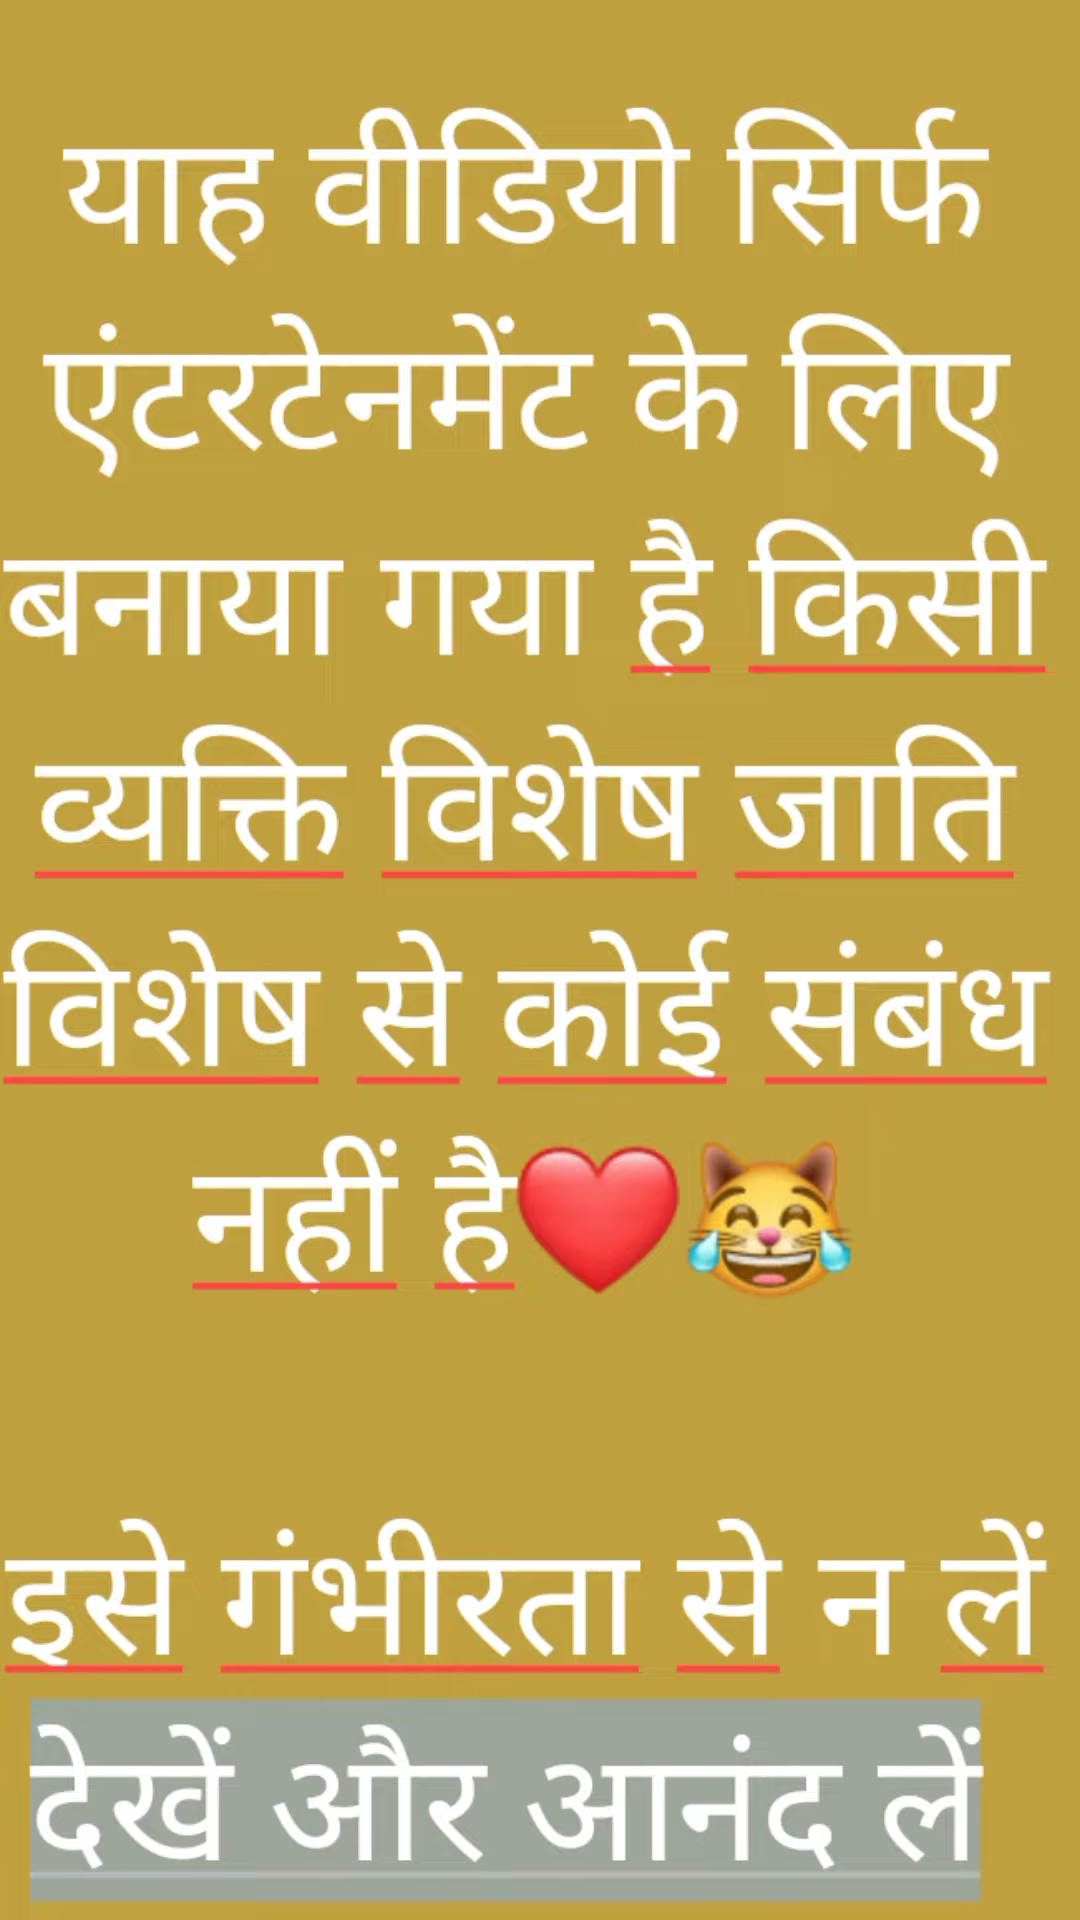 याह वीडियो सिर्फ
एंटरटेनमेंट के लिए
बनाया गया है किसी
व्यक्ति विशेष जाति
विशेष से कोई संबंध
नहीं है❤️😹
इसे गंभीरता से न लें
देखें और आनंद लें